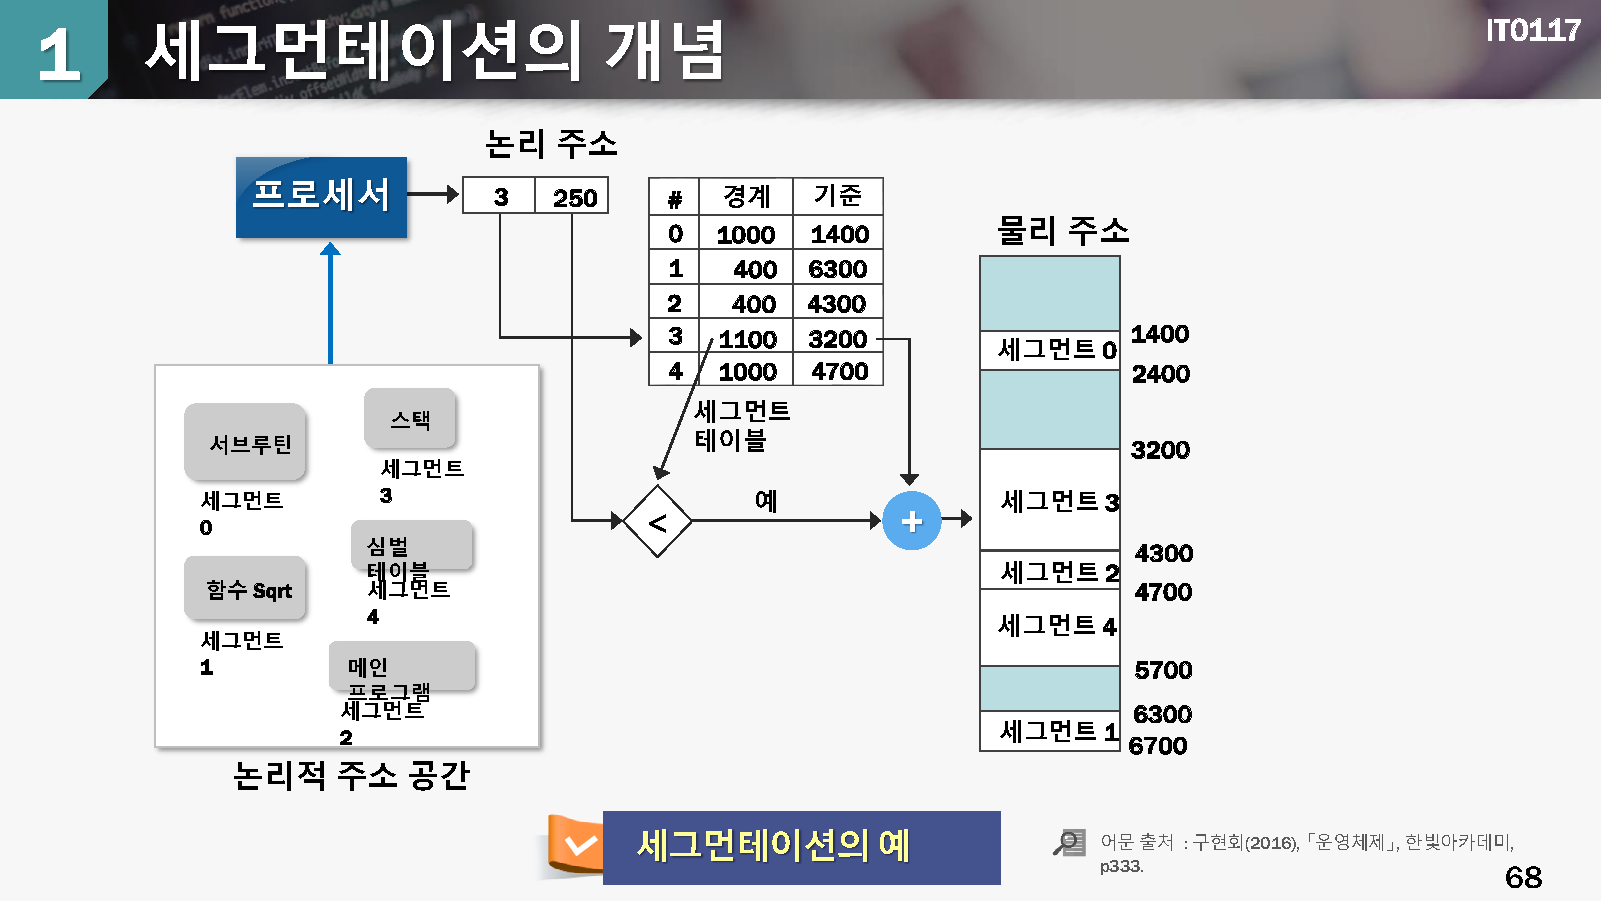 1
세그먼테이션의 개념
IT0117
논리 주소
프로세서
3 250
# 경계 기준
0 1000 1400
1 400 6300
2 400 4300
3 1100 3200
4 1000 4700
세그먼트
테이블
<
예
+
물리 주소
세그먼트 0
세그먼트 3
세그먼트 2
세그먼트 4
세그먼트 1
1400
2400
3200
4300
4700
5700
6300
6700
서브루틴
세그먼트
0
스택
세그먼트
3
함수 Sqrt
세그먼트
1
심벌
테이블
세그먼트
4
메인
프로그램
세그먼트
2
논리적 주소 공간
세그먼테이션의 예
어문 출처 : 구현회(2016), 「운영체제」, 한빛아카데미,
p333.
68